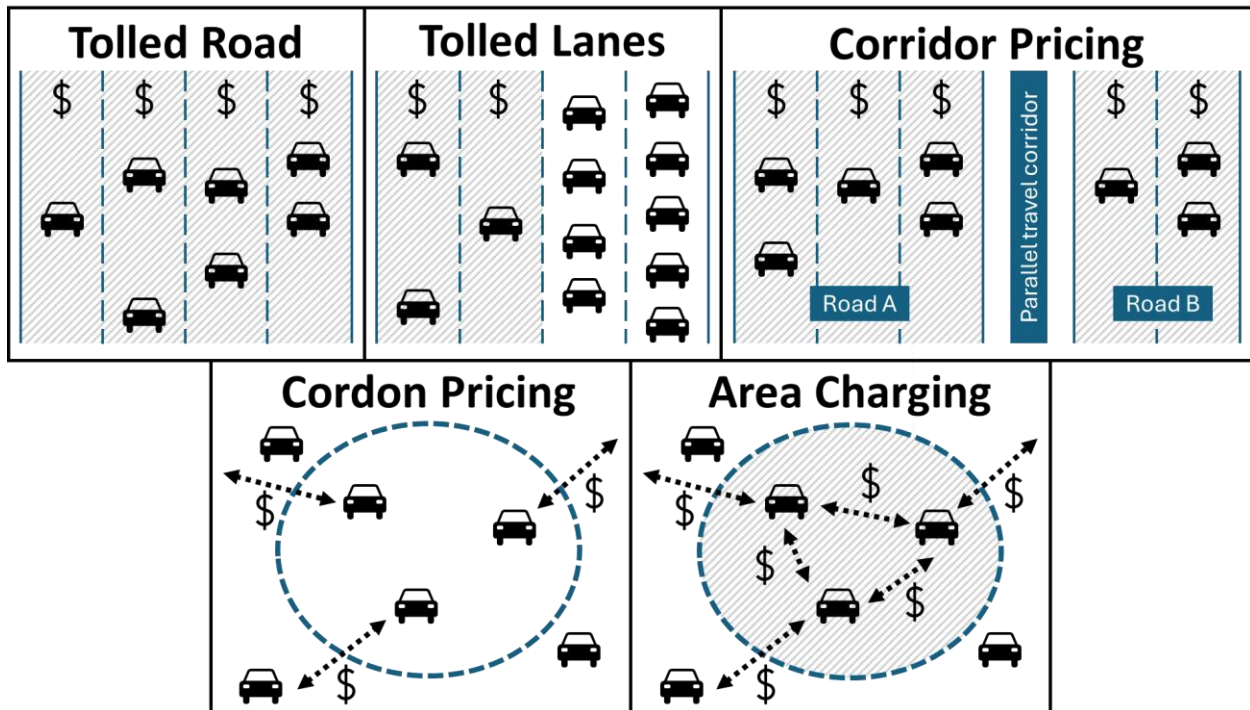 Tolled Road
$ $ $ $
Tolled Lanes
$ $
Corridor Pricing
$ $ $ $ $
Parallel travel corridor
Road A
Road B
Cordon Pricing
$
$
$
Area Charging
$
$
$
$
$
$